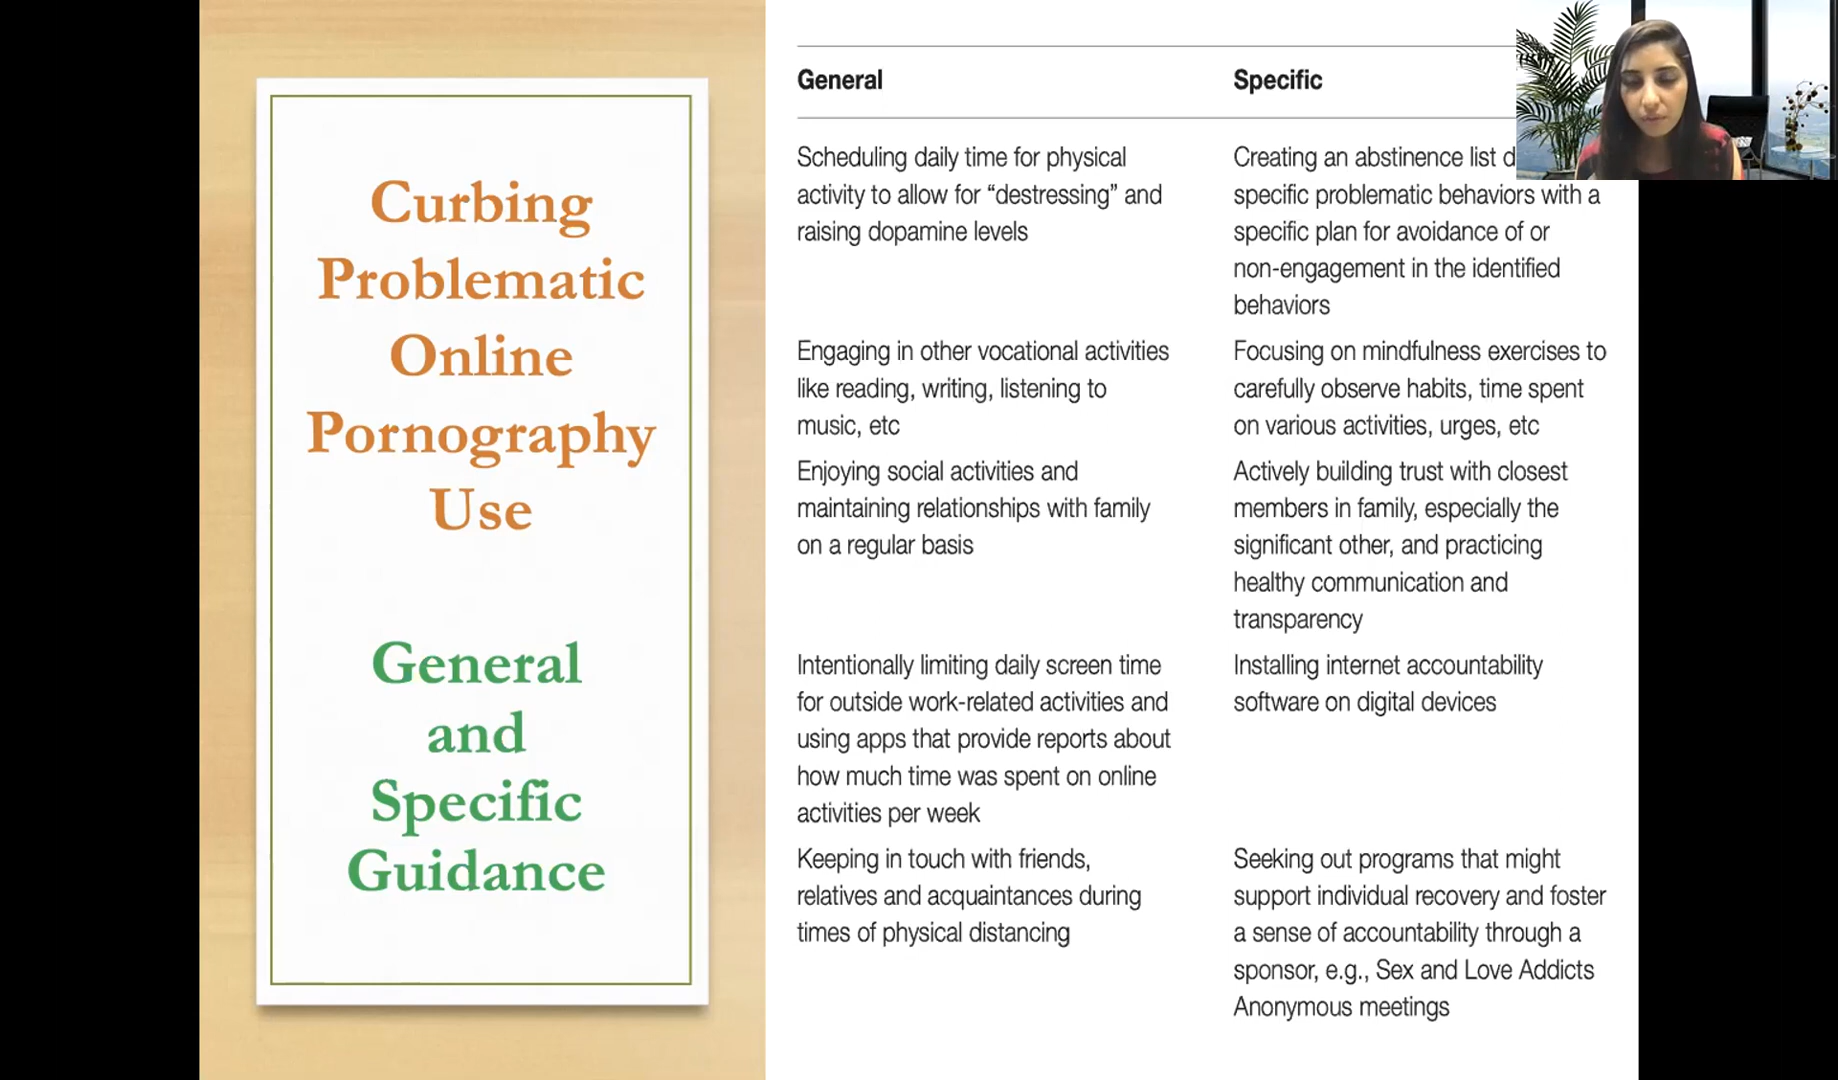 Curbing
Problematic
Online
Pornography
Use
General
and
Specific
Guidance
General
Specific
Scheduling daily time for physical
activity to allow for “destressing” and
raising dopamine levels
Creating an abstinence list
specific problematic behaviors with a
specific plan for avoidance of or
non-engagement in the identified
behaviors
Engaging in other vocational activities
like reading, writing, listening to
music, etc
Focusing on mindfulness exercises to
carefully observe habits, time spent
on various activities, urges, etc
Enjoying social activities and
maintaining relationships with family
on a regular basis
Actively building trust with closest
members in family, especially the
significant other, and practicing
healthy communication and
transparency
Intentionally limiting daily screen time
for outside work-related activities and
using apps that provide reports about
how much time was spent on online
activities per week
Installing internet accountability
software on digital devices
Keeping in touch with friends,
relatives and acquaintances during
times of physical distancing
Seeking out programs that might
support individual recovery and foster
a sense of accountability through a
sponsor, e.g., Sex and Love Addicts
Anonymous meetings